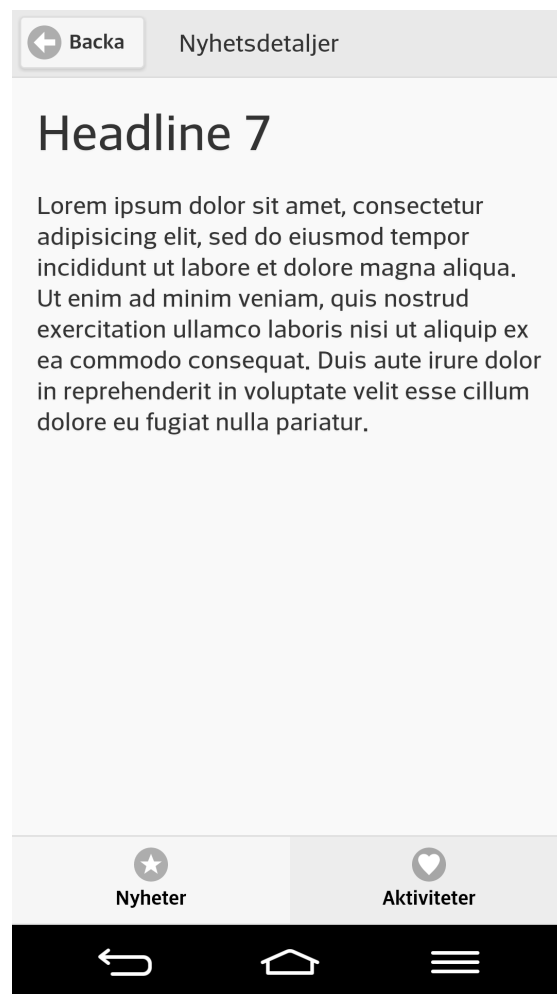 Backa
Nyhetsdetaljer
Headline 7
Lorem ipsum dolor sit amet, consectetur
adipisicing elit, sed do eiusmod tempor
incididunt ut labore et dolore magna aliqua.
Ut enim ad minim veniam, quis nostrud
exercitation ullamco laboris nisi ut aliquip ex
ea commodo consequat. Duis aute irure dolor
in reprehenderit in voluptate velit esse cillum
dolore eu fugiat nulla pariatur.
Nyheter
Aktiviteter